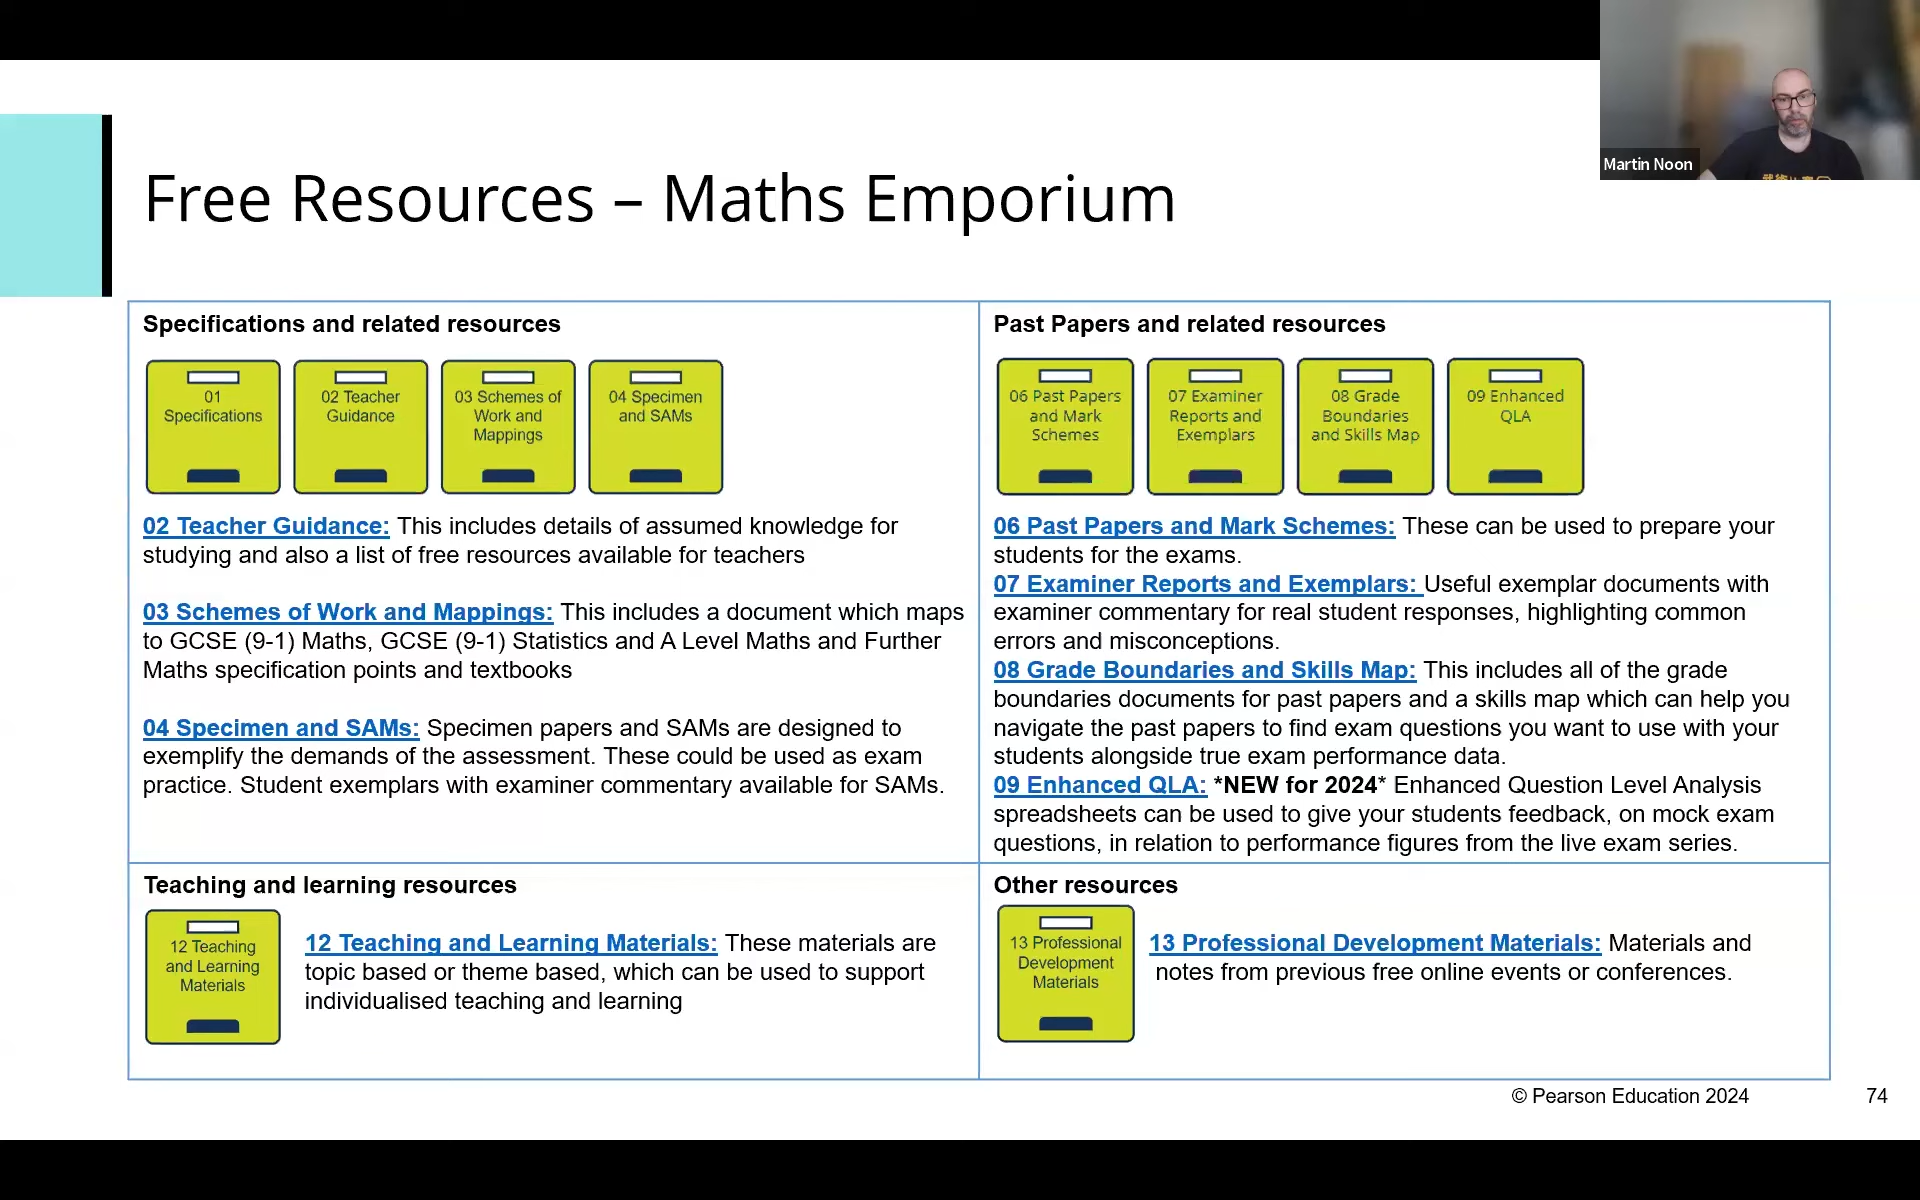 Martin Noon
Free Resources – Maths Emporium
Specifications and related resources
01
Specifications
02 Teacher
Guidance
03 Schemes of
Work and
Mappings
04 Specimen
and SAMs
02 Teacher Guidance: This includes details of assumed knowledge for
studying and also a list of free resources available for teachers
03 Schemes of Work and Mappings: This includes a document which maps
to GCSE (9-1) Maths, GCSE (9-1) Statistics and A Level Maths and Further
Maths specification points and textbooks
04 Specimen and SAMs: Specimen papers and SAMs are designed to
exemplify the demands of the assessment. These could be used as exam
practice. Student exemplars with examiner commentary available for SAMs.
Past Papers and related resources
06 Past Papers
and Mark
Schemes
07 Examiner
Reports and
Exemplars
08 Grade
Boundaries
and Skills Map
09 Enhanced
QLA
06 Past Papers and Mark Schemes: These can be used to prepare your
students for the exams.
07 Examiner Reports and Exemplars: Useful exemplar documents with
examiner commentary for real student responses, highlighting common
errors and misconceptions.
08 Grade Boundaries and Skills Map: This includes all of the grade
boundaries documents for past papers and a skills map which can help you
navigate the past papers to find exam questions you want to use with your
students alongside true exam performance data.
09 Enhanced QLA: *NEW for 2024* Enhanced Question Level Analysis
spreadsheets can be used to give your students feedback, on mock exam
questions, in relation to performance figures from the live exam series.
Teaching and learning resources
12 Teaching
and Learning
Materials
12 Teaching and Learning Materials: These materials are
topic based or theme based, which can be used to support
individualised teaching and learning
Other resources
13 Professional
Development
Materials
13 Professional Development Materials: Materials and
notes from previous free online events or conferences.
© Pearson Education 2024
74